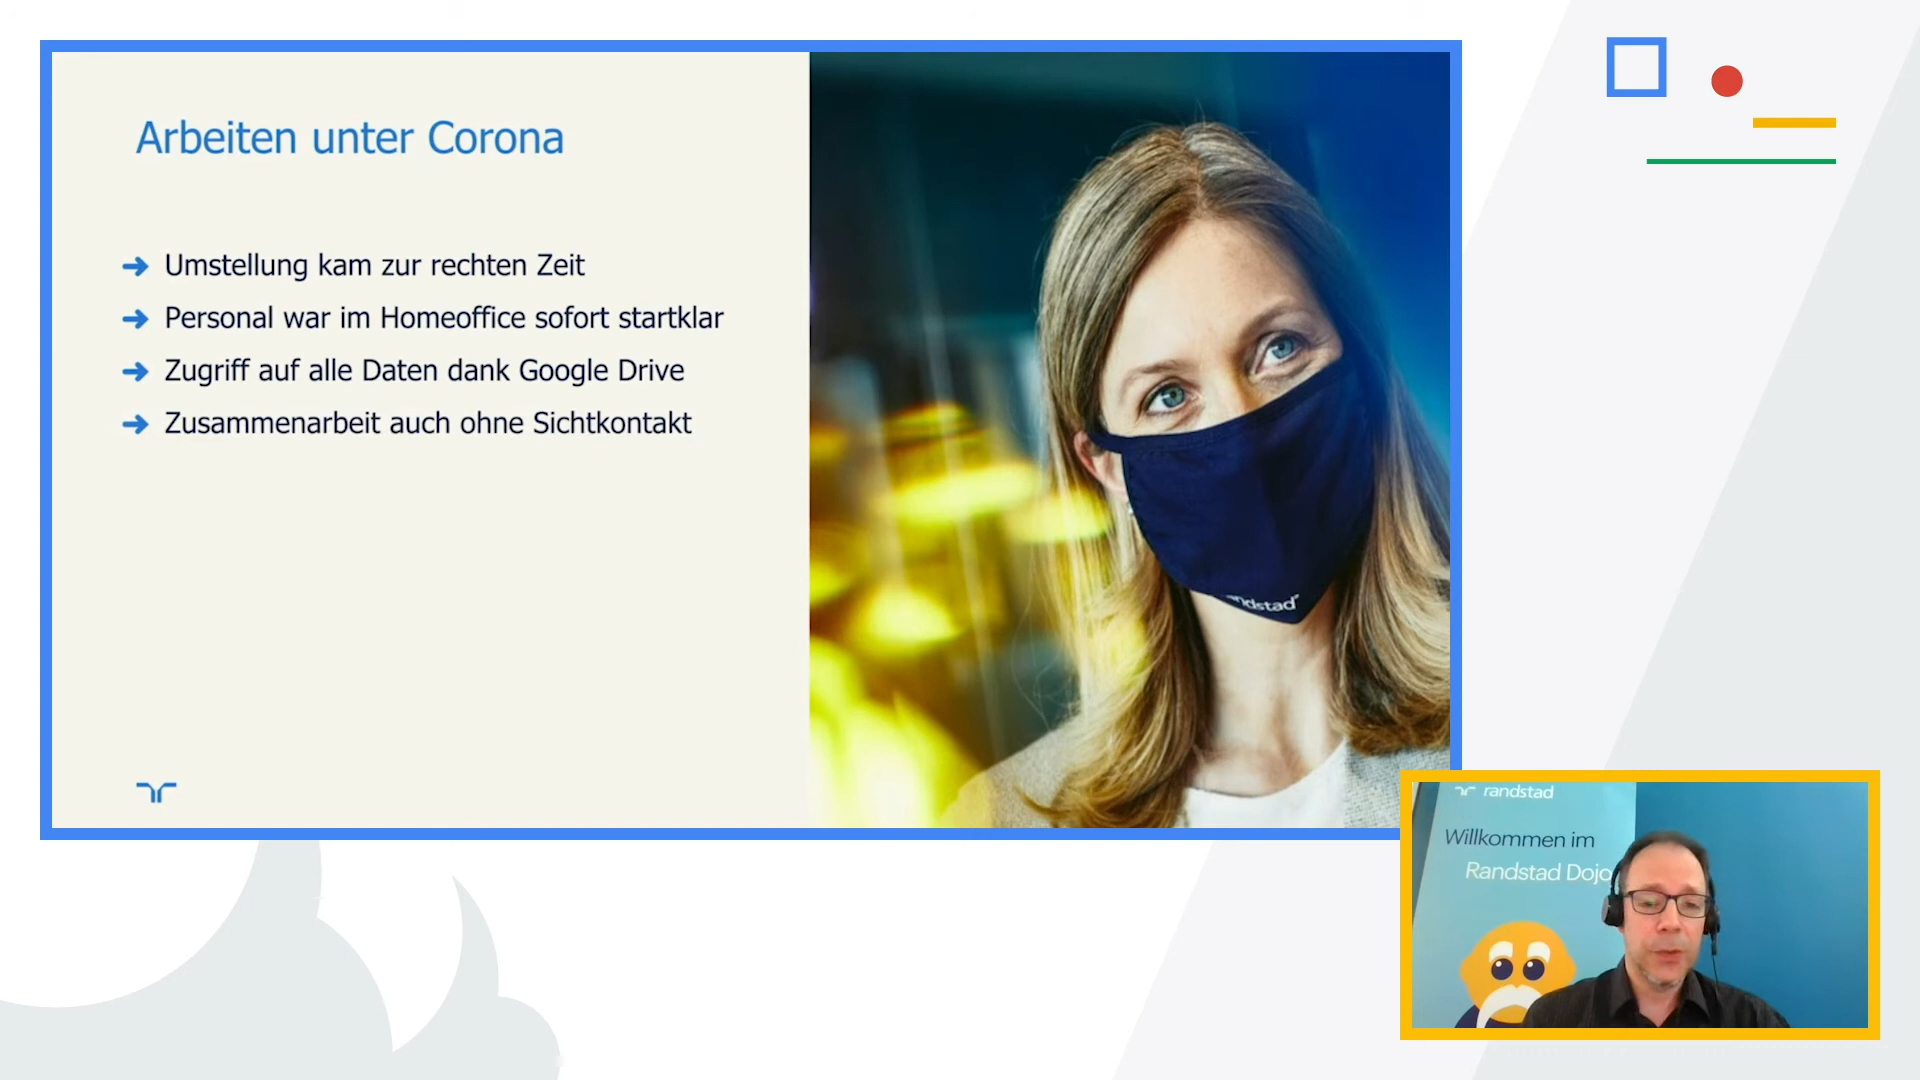 Arbeiten unter Corona
Umstellung kam zur rechten Zeit
Personal war im Homeoffice sofort startklar
Zugriff auf alle Daten dank Google Drive
Zusammenarbeit auch ohne Sichtkontakt
randstad
Willkommen im
Randstad Dojo